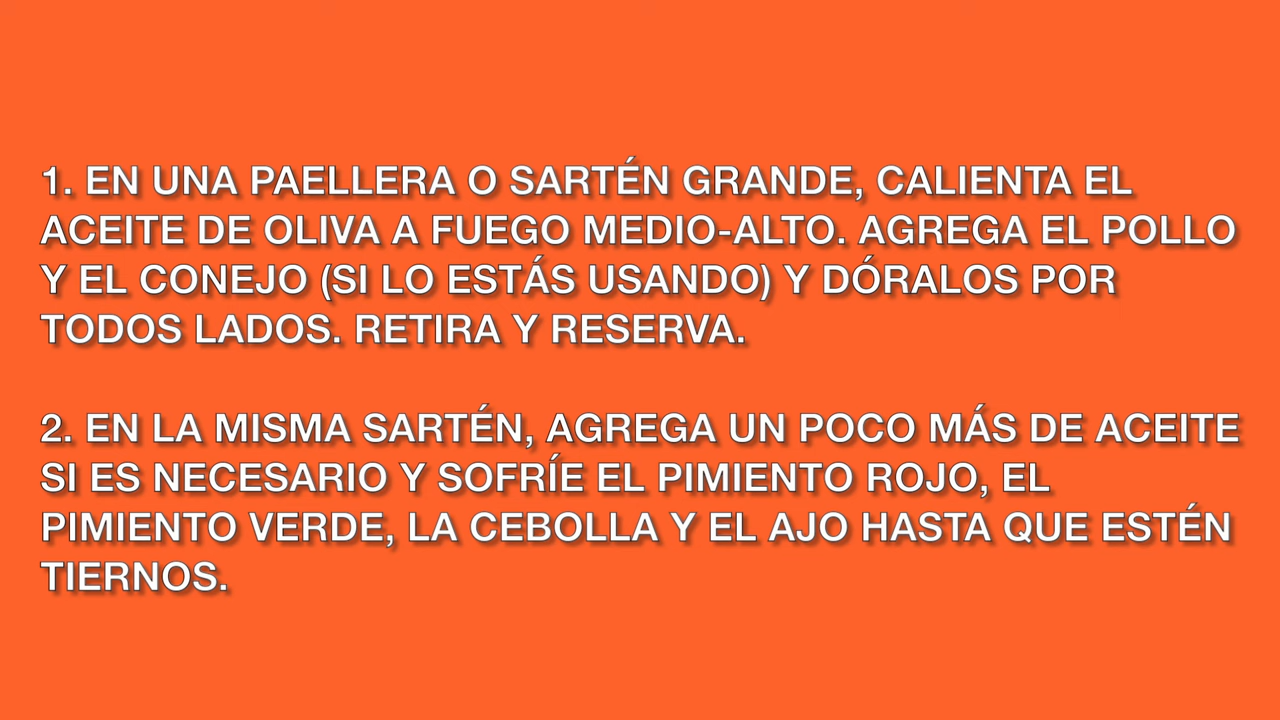 1. EN UNA PAELLERA O SARTÉN GRANDE, CALIENTA EL
ACEITE DE OLIVA A FUEGO MEDIO-ALTO. AGREGA EL POLLO
Y EL CONEJO (SI LO ESTÁS USANDO) Y DÓRALOS POR
TODOS LADOS. RETIRA Y RESERVA.
2. EN LA MISMA SARTÉN, AGREGA UN POCO MÁS DE ACEITE
SI ES NECESARIO Y SOFRÍE EL PIMIENTO ROJO, EL
PIMIENTO VERDE, LA CEBOLLA Y EL AJO HASTA QUE ESTÉN
TIERNOS.